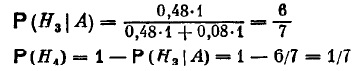 P(H₃|A) = 0,48·1 / (0,48·1 + 0,08·1) = 6/7
P(H₄) = 1 − P(H₃|A) = 1 − 6/7 = 1/7